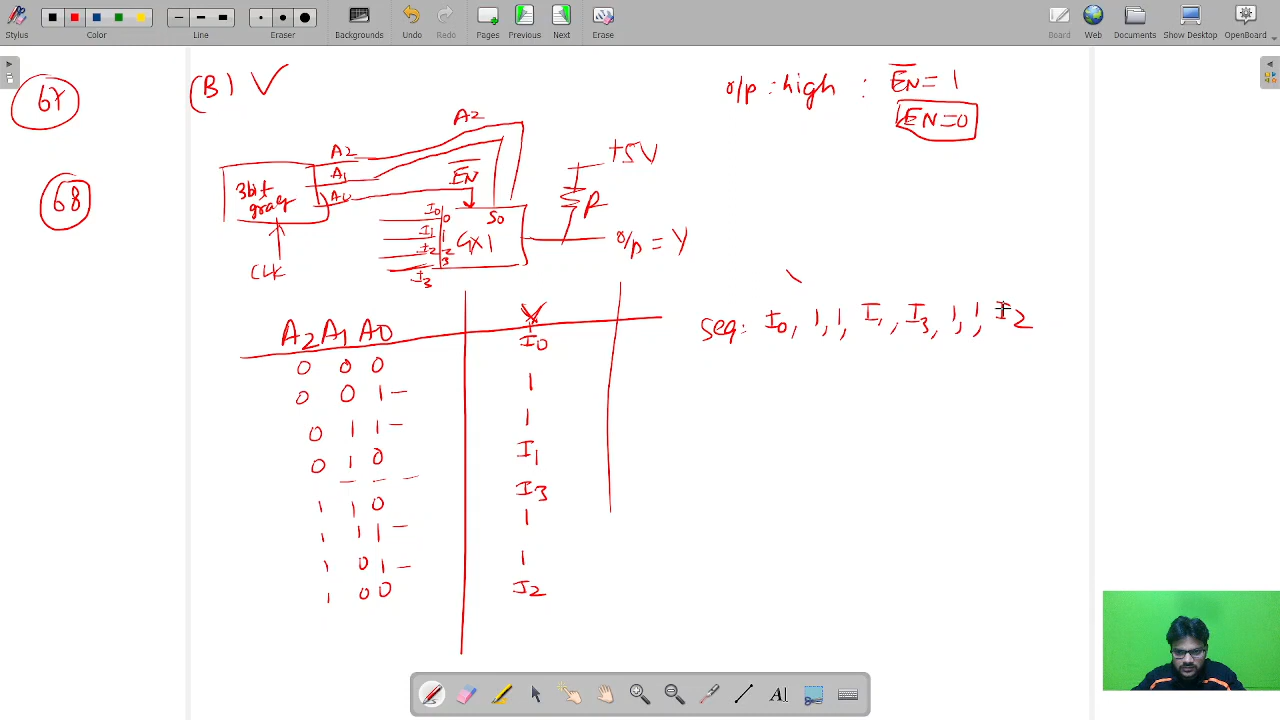 Stylus
Color
Line
Eraser
Backgrounds
Undo
Redo
Pages
Previous
Next
Erase
Board
Web
Documents
Show Desktop
OpenBoard
67
(B) V
o/p : high : E̅N̅ = 1
EN = 0
68
A2
A2
A1
A0
3bit
gray
CLK
E̅N̅
+5V
R
I0 0
I1 1
I2 2
I3 3
S0
4x1
o/p = Y
A2 A1 A0 Y
0 0 0 I0
0 0 1 1
0 1 1 1
0 1 0 I1
1 1 0 I3
1 1 1 1
1 0 1 1
1 0 0 I2
seq: I0, 1, 1, I1, I3, 1, 1, I2